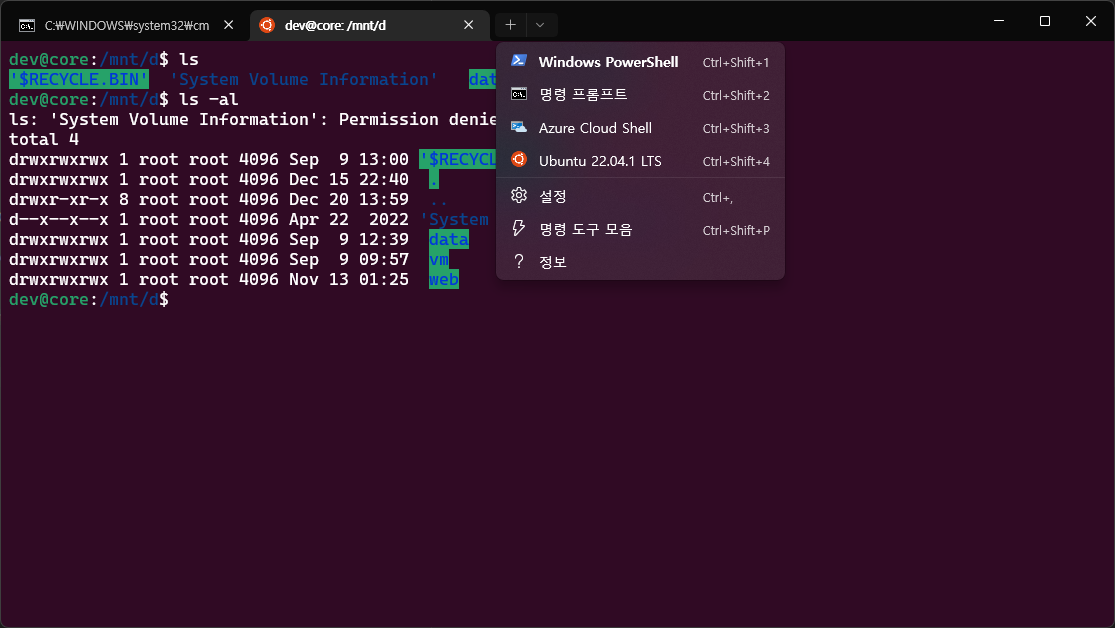 C:₩WINDOWS₩system32₩cm
dev@core: /mnt/d
dev@core:/mnt/d$ ls
'$RECYCLE.BIN' 'System Volume Information' dat
dev@core:/mnt/d$ ls -al
ls: 'System Volume Information': Permission denie
total 4
drwxrwxrwx 1 root root 4096 Sep 9 13:00 '$RECYCL
drwxrwxrwx 1 root root 4096 Dec 15 22:40 .
drwxr-xr-x 8 root root 4096 Dec 20 13:59 ..
d--x--x--x 1 root root 4096 Apr 22 2022 'System
drwxrwxrwx 1 root root 4096 Sep 9 12:39 data
drwxrwxrwx 1 root root 4096 Sep 9 09:57 vm
drwxrwxrwx 1 root root 4096 Nov 13 01:25 web
dev@core:/mnt/d$
Windows PowerShell Ctrl+Shift+1
명령 프롬프트 Ctrl+Shift+2
Azure Cloud Shell Ctrl+Shift+3
Ubuntu 22.04.1 LTS Ctrl+Shift+4
설정 Ctrl+,
명령 도구 모음 Ctrl+Shift+P
정보